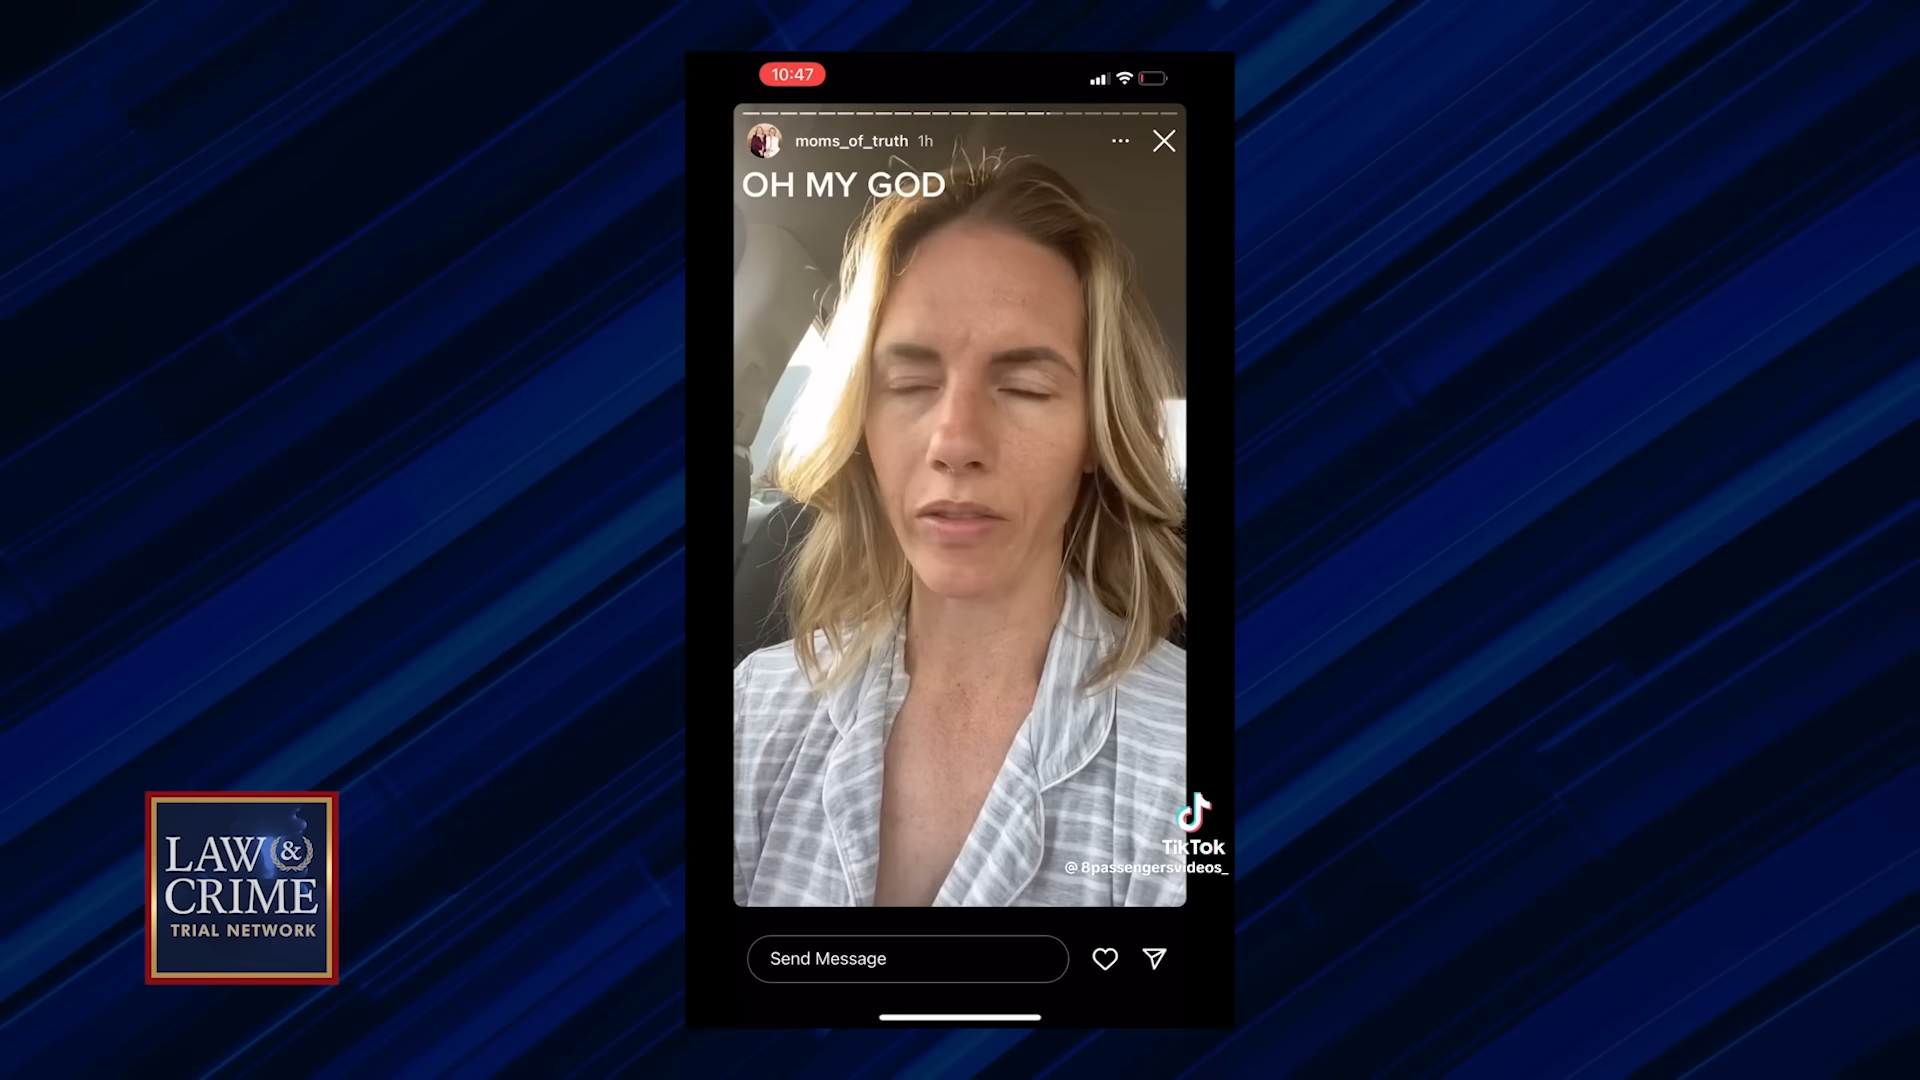 10:47
moms_of_truth 1h
OH MY GOD
TikTok
@8passengersvideos_
LAW &
CRIME
TRIAL NETWORK
Send Message